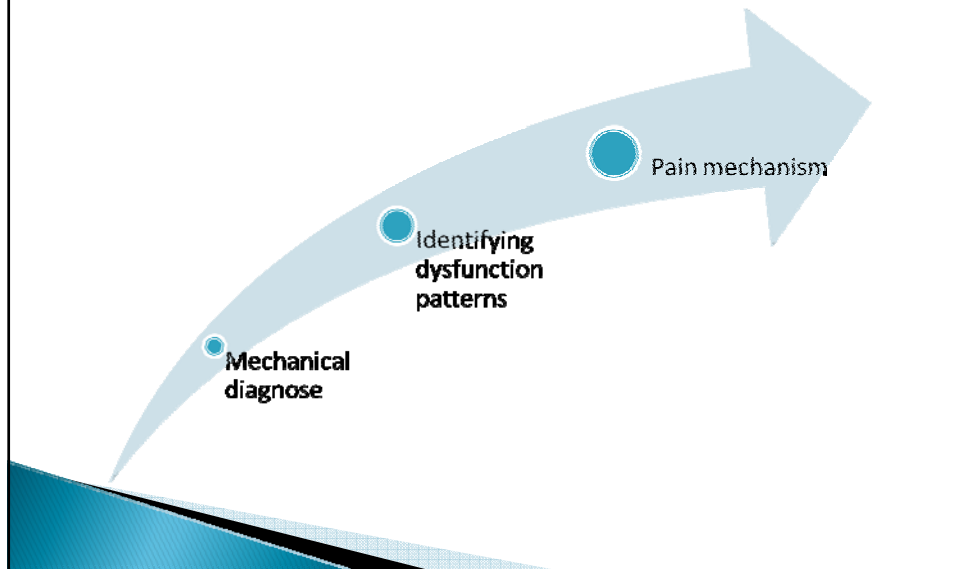 Pain mechanism
Identifying
dysfunction
patterns
Mechanical
diagnose